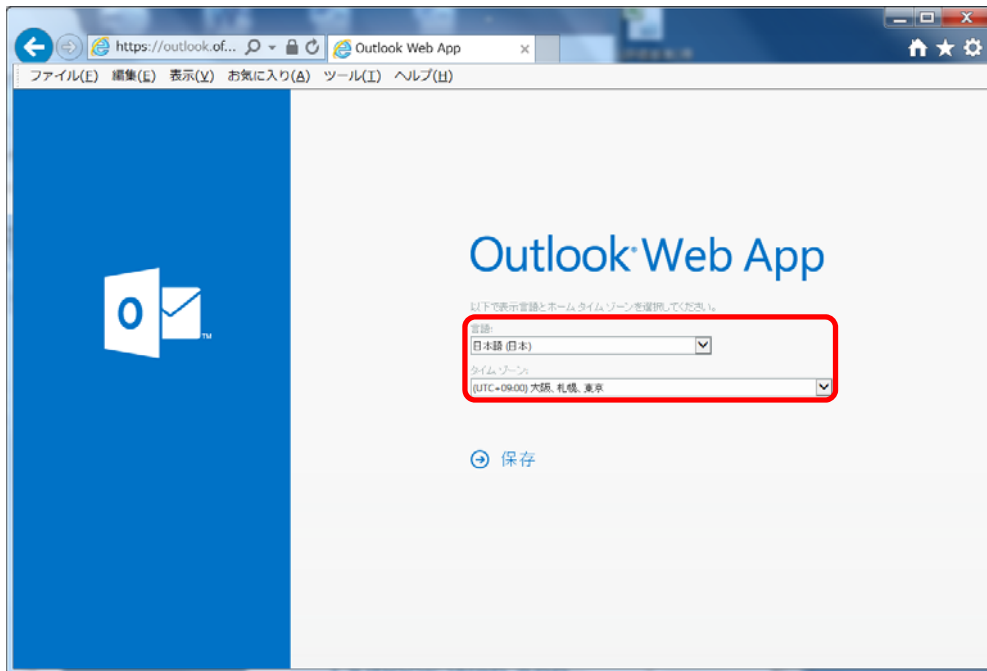 https://outlook.of...
Outlook Web App
ファイル(F) 編集(E) 表示(V) お気に入り(A) ツール(T) ヘルプ(H)
Outlook Web App
以下で表示言語とホーム タイム ゾーンを選択してください。
言語:
日本語 (日本)
タイム ゾーン:
(UTC+09:00) 大阪、札幌、東京
保存
O
TM